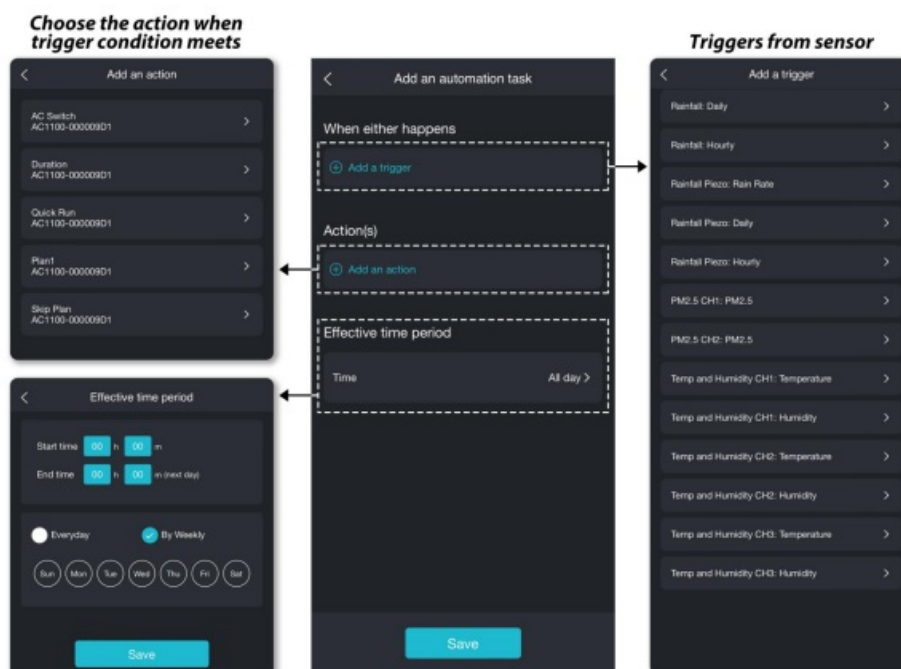 Choose the action when
trigger condition meets
Add an action
AC Switch
AC1100-000009D1
Duration
AC1100-000009D1
Quick Run
AC1100-000009D1
Plan1
AC1100-000009D1
Skip Plan
AC1100-000009D1
Effective time period
Start time 00 h 00 m
End time 00 h 00 m (next day)
Everyday By Weekly
Sun Mon Tue Wed Thu Fri Sat
Save
Add an automation task
When either happens
Add a trigger
Action(s)
Add an action
Effective time period
Time All day
Save
Triggers from sensor
Add a trigger
Rainfall: Daily
Rainfall: Hourly
Rainfall Piezo: Rain Rate
Rainfall Piezo: Daily
Rainfall Piezo: Hourly
PM2.5 CH1: PM2.5
PM2.5 CH2: PM2.5
Temp and Humidity CH1: Temperature
Temp and Humidity CH1: Humidity
Temp and Humidity CH2: Temperature
Temp and Humidity CH2: Humidity
Temp and Humidity CH3: Temperature
Temp and Humidity CH3: Humidity